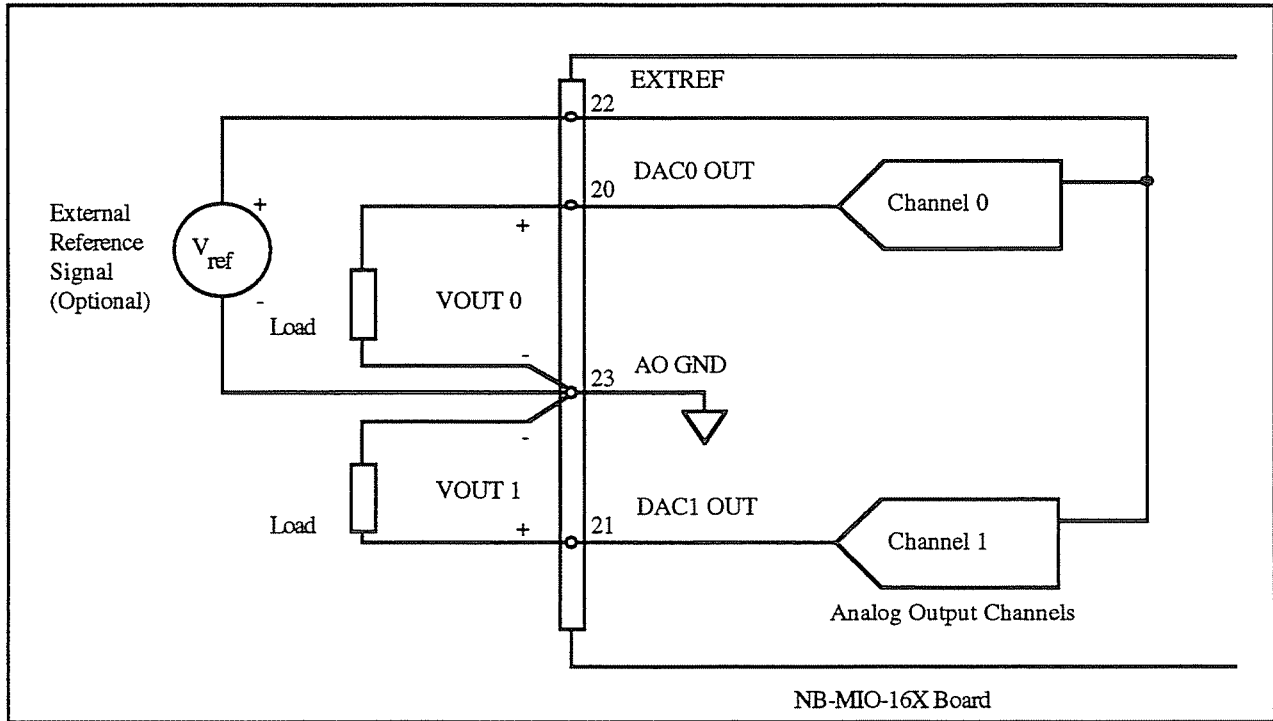 EXTREF
22
DAC0 OUT
20
Channel 0
External
Reference
Signal
(Optional)
+
V
ref
-
+
VOUT 0
Load
-
AO GND
23
-
VOUT 1
DAC1 OUT
Load
+
21
Channel 1
Analog Output Channels
NB-MIO-16X Board